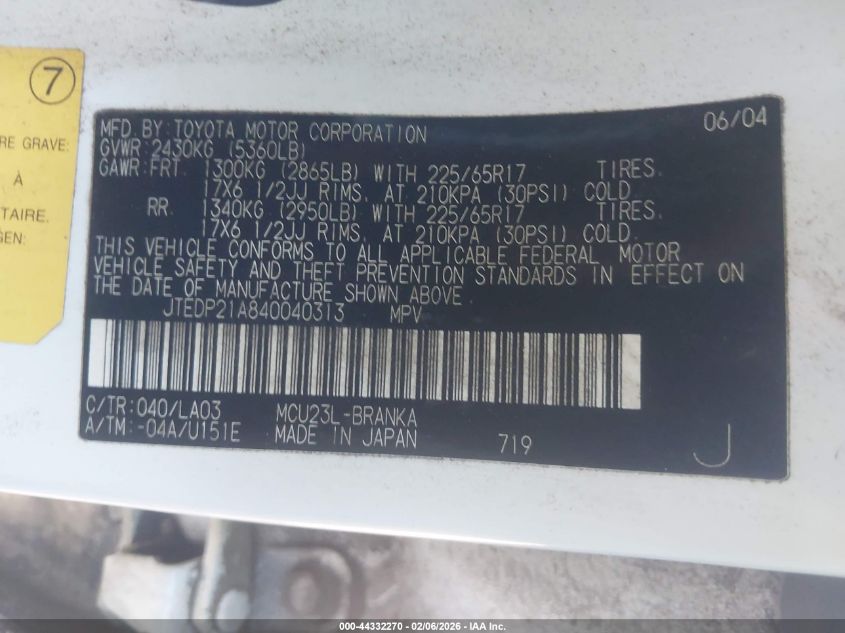 7
RE GRAVE:
À
TAIRE.
GEN:
06/04
MFD. BY: TOYOTA MOTOR CORPORATION
GVWR: 2430KG (5360LB)
GAWR: FRT. 1300KG (2865LB) WITH 225/65R17 TIRES.
17X6 1/2JJ RIMS. AT 210KPA (30PSI) COLD.
RR. 1340KG (2950LB) WITH 225/65R17 TIRES.
17X6 1/2JJ RIMS. AT 210KPA (30PSI) COLD.
THIS VEHICLE CONFORMS TO ALL APPLICABLE FEDERAL MOTOR
VEHICLE SAFETY AND THEFT PREVENTION STANDARDS IN EFFECT ON
THE DATE OF MANUFACTURE SHOWN ABOVE.
JTEDP21A840040313 MPV
C/TR: 040/LA03 MCU23L-BRANKA
A/TM: -04A/U151E MADE IN JAPAN 719
J
000-44332270 - 02/06/2026 - IAA Inc.